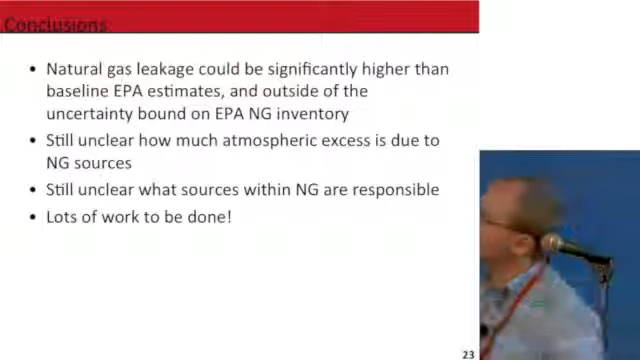 Conclusions
• Natural gas leakage could be significantly higher than
baseline EPA estimates, and outside of the
uncertainty bound on EPA NG inventory
• Still unclear how much atmospheric excess is due to
NG sources
• Still unclear what sources within NG are responsible
• Lots of work to be done!
23